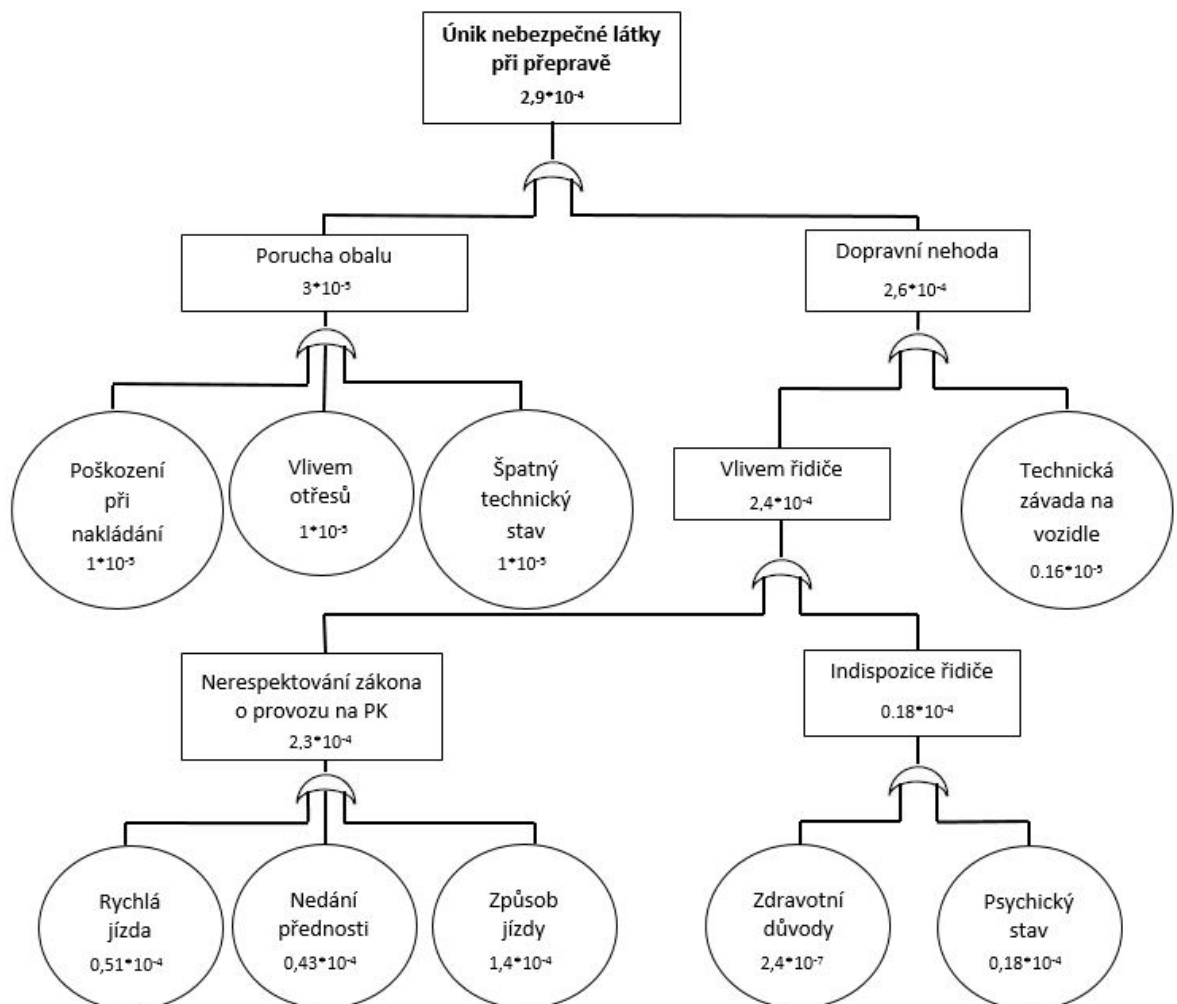 Únik nebezpečné látky
při přepravě
2,9*10⁻⁴
Porucha obalu
3*10⁻⁵
Dopravní nehoda
2,6*10⁻⁴
Poškození
při
nakládání
1*10⁻⁵
Vlivem
otřesů
1*10⁻⁵
Špatný
technický
stav
1*10⁻⁵
Vlivem řidiče
2,4*10⁻⁴
Technická
závada na
vozidle
0.16*10⁻⁵
Nerespektování zákona
o provozu na PK
2,3*10⁻⁴
Indispozice řidiče
0.18*10⁻⁴
Rychlá
jízda
0,51*10⁻⁴
Nedání
přednosti
0,43*10⁻⁴
Způsob
jízdy
1,4*10⁻⁴
Zdravotní
důvody
2,4*10⁻⁷
Psychický
stav
0,18*10⁻⁴